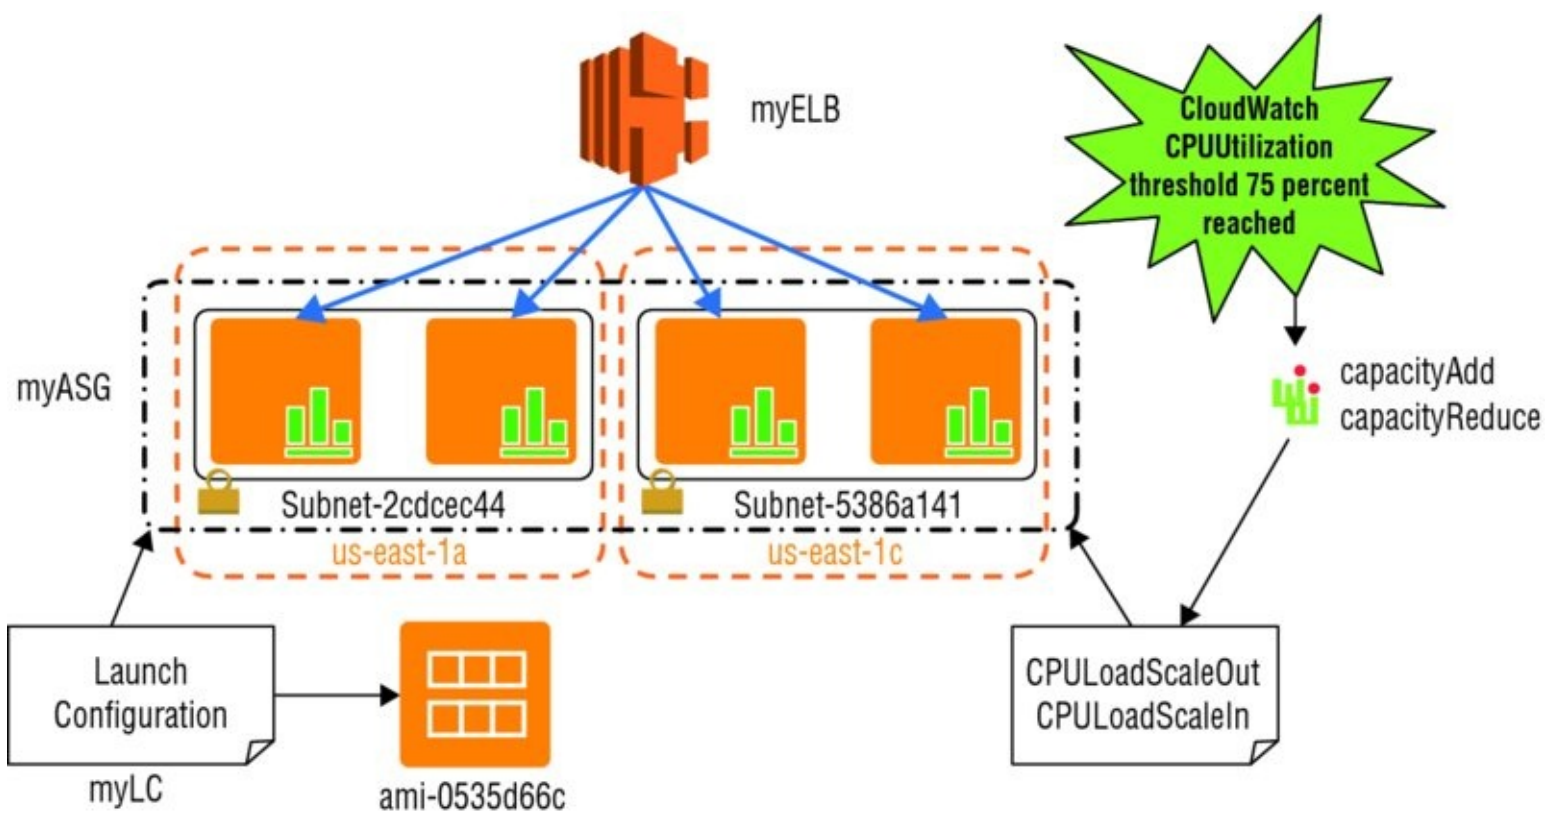 myELB
CloudWatch
CPUUtilization
threshold 75 percent
reached
myASG
capacityAdd
capacityReduce
Subnet-2cdcec44
Subnet-5386a141
us-east-1a
us-east-1c
Launch
Configuration
myLC
ami-0535d66c
CPULoadScaleOut
CPULoadScaleIn